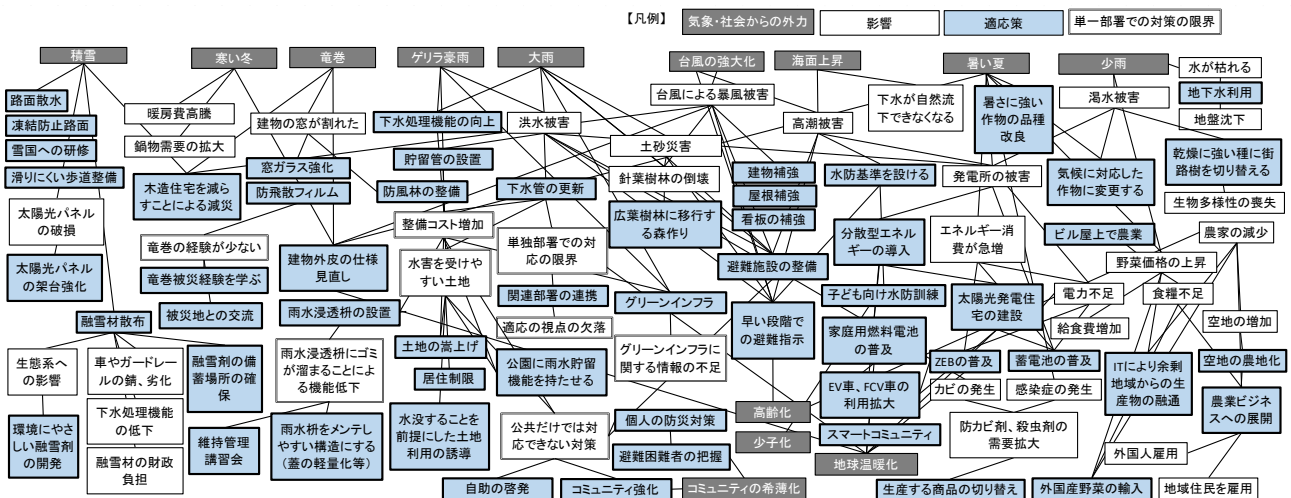 【凡例】
気象・社会からの外力
影響
適応策
単一部署での対策の限界
積雪
寒い冬
竜巻
ゲリラ豪雨
大雨
台風の強大化
海面上昇
暑い夏
少雨
水が枯れる
路面散水
凍結防止路面
雪国への研修
滑りにくい歩道整備
太陽光パネル
の破損
太陽光パネル
の架台強化
融雪材散布
生態系へ
の影響
環境にやさ
しい融雪剤
の開発
車やガードレー
ルの錆、劣化
下水処理機能
の低下
融雪材の財政
負担
融雪剤の備
蓄場所の確
保
暖房費高騰
鍋物需要の拡大
木造住宅を減ら
すことによる減災
建物の窓が割れた
窓ガラス強化
防飛散フィルム
竜巻の経験が少ない
竜巻被災経験を学ぶ
被災地との交流
維持管理
講習会
下水処理機能の向上
貯留管の設置
防風林の整備
整備コスト増加
建物外皮の仕様
見直し
雨水浸透枡の設置
雨水浸透枡にゴミ
が溜まることによ
る機能低下
雨水枡をメンテし
やすい構造にする
(蓋の軽量化等)
水害を受けや
すい土地
土地の嵩上げ
居住制限
水没することを
前提にした土地
利用の誘導
洪水被害
下水管の更新
単独部署での対
応の限界
関連部署の連携
適応の視点の欠落
公園に雨水貯留
機能を持たせる
公共だけでは対
応できない対策
自助の啓発
コミュニティ強化
台風による暴風被害
土砂災害
針葉樹林の倒壊
広葉樹林に移行す
る森作り
グリーンインフラ
グリーンインフラに
関する情報の不足
個人の防災対策
避難困難者の把握
コミュニティの希薄化
建物補強
屋根補強
看板の補強
避難施設の整備
早い段階で
の避難指示
高齢化
少子化
高潮被害
水防基準を設ける
分散型エネル
ギーの導入
子ども向け水防訓練
家庭用燃料電池
の普及
EV車、FCV車の
利用拡大
スマートコミュニティ
地球温暖化
下水が自然流
下できなくなる
暑さに強い
作物の品種
改良
発電所の被害
エネルギー消
費が急増
太陽光発電住
宅の建設
ZEBの普及
カビの発生
蓄電池の普及
感染症の発生
防カビ剤、殺虫剤の
需要拡大
生産する商品の切り替え
渇水被害
地下水利用
地盤沈下
気候に対応した
作物に変更する
乾燥に強い種に街
路樹を切り替える
生物多様性の喪失
ビル屋上で農業
農家の減少
野菜価格の上昇
電力不足
食糧不足
給食費増加
空地の増加
空地の農地化
ITにより余剰
地域からの生
産物の融通
農業ビジネ
スへの展開
外国人雇用
外国産野菜の輸入
地域住民を雇用